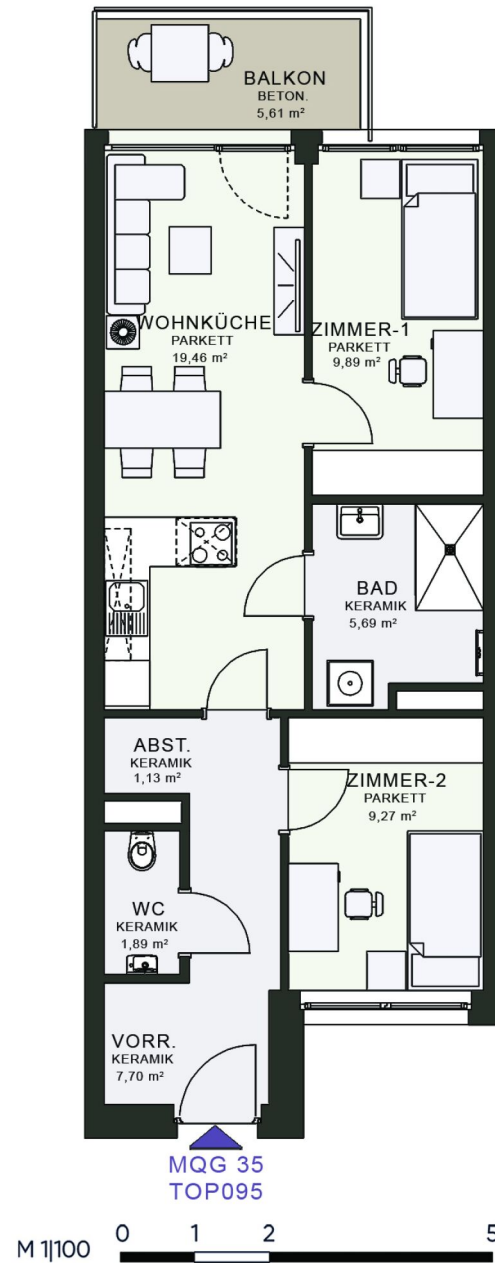 BALKON
BETON.
5,61 m²
WOHNKÜCHE
PARKETT
19,46 m²
ZIMMER-1
PARKETT
9,89 m²
BAD
KERAMIK
5,69 m²
ABST.
KERAMIK
1,13 m²
ZIMMER-2
PARKETT
9,27 m²
WC
KERAMIK
1,89 m²
VORR.
KERAMIK
7,70 m²
MQG 35
TOP095
M 1|100 0 1 2 5